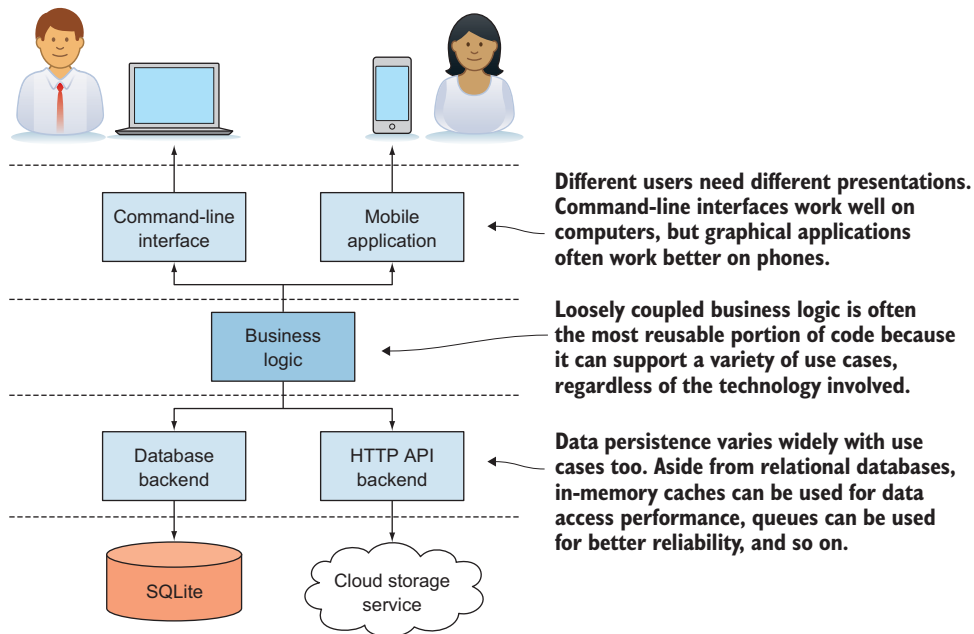 Command-line
interface
Mobile
application
Different users need different presentations.
Command-line interfaces work well on
computers, but graphical applications
often work better on phones.
Business
logic
Loosely coupled business logic is often
the most reusable portion of code because
it can support a variety of use cases,
regardless of the technology involved.
Database
backend
HTTP API
backend
Data persistence varies widely with use
cases too. Aside from relational databases,
in-memory caches can be used for data
access performance, queues can be used
for better reliability, and so on.
SQLite
Cloud storage
service